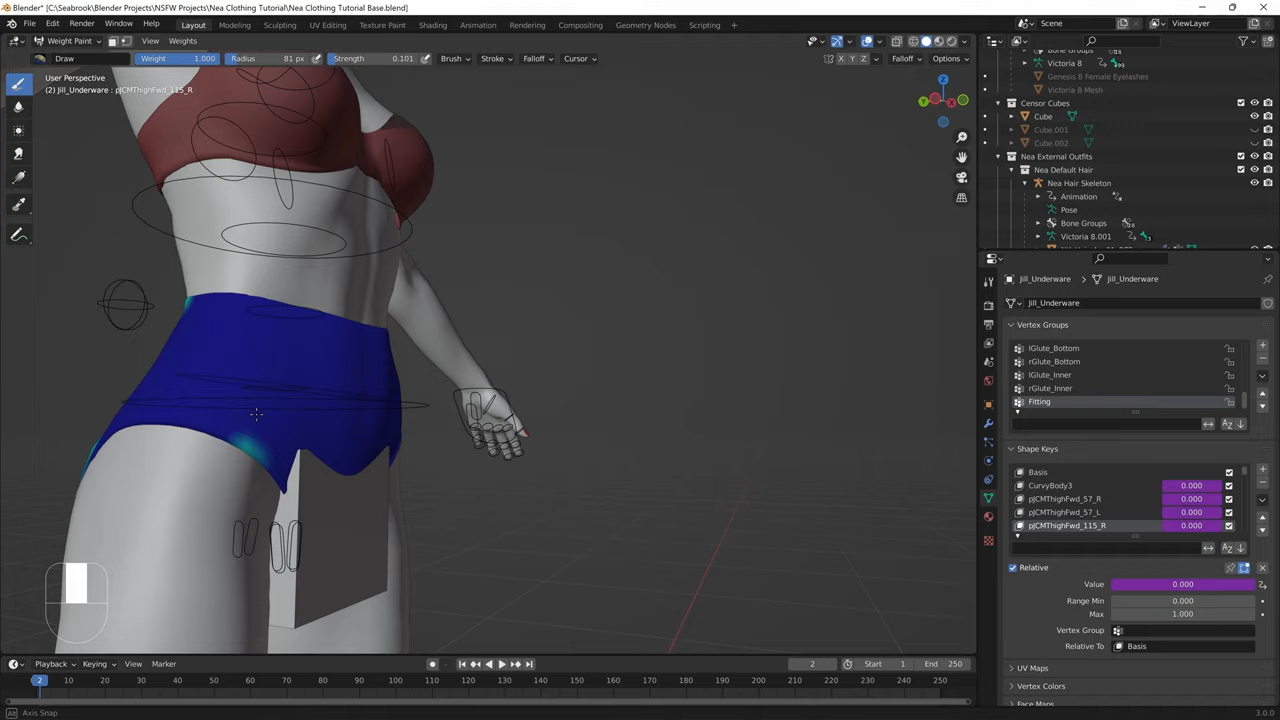 Blender* [C:\Seabrook\Blender Projects\NSFW Projects\Nea Clothing Tutorial\Nea Clothing Tutorial Base.blend]
File Edit Render Window Help Layout Modeling Sculpting UV Editing Texture Paint Shading Animation Rendering Compositing Geometry Nodes Scripting Scene ViewLayer
Weight Paint View Weights
Draw Weight 1.000 Radius 81 px Strength 0.101 Brush Stroke Falloff Cursor X Y Z Falloff Options
User Perspective
(2) Jill_Underware : pJCMThighFwd_115_R
Z
Y
X
Bone Groups
Victoria 8
Genesis 8 Female Eyelashes
Victoria 8 Mesh
Censor Cubes
Cube
Cube.001
Cube.002
Nea External Outfits
Nea Default Hair
Nea Hair Skeleton
Animation
Pose
Bone Groups
Victoria 8.001
Jill_Underware Jill_Underware
Jill_Underware
Vertex Groups
lGlute_Bottom
rGlute_Bottom
lGlute_Inner
rGlute_Inner
Fitting
Shape Keys
Basis
CurvyBody3 0.000
pJCMThighFwd_57_R 0.000
pJCMThighFwd_57_L 0.000
pJCMThighFwd_115_R 0.000
Relative
Value 0.000
Range Min 0.000
Max 1.000
Vertex Group
Relative To Basis
UV Maps
Vertex Colors
Face Maps
Playback Keying View Marker 2 Start 1 End 250
2 10 20 30 40 50 60 70 80 90 100 110 120 130 140 150 160 170 180 190 200 210 220 230 240 250
Axis Snap 3.0.0